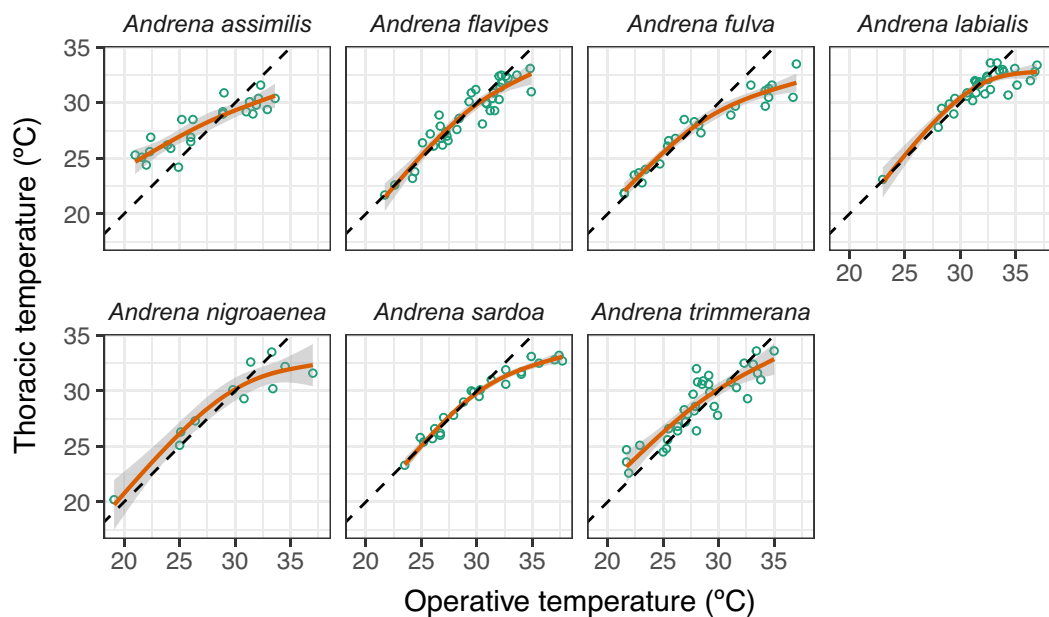 Andrena assimilis
Andrena flavipes
Andrena fulva
Andrena labialis
35
30
25
20
20 25 30 35
Andrena nigroaenea
Andrena sardoa
Andrena trimmerana
35
30
25
20
20 25 30 35
20 25 30 35
20 25 30 35
Thoracic temperature (ºC)
Operative temperature (ºC)